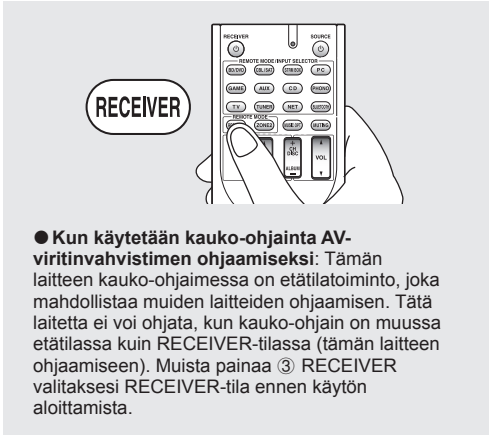 RECEIVER SOURCE
REMOTE MODE/INPUT SELECTOR
BD/DVD CBL/SAT STRM BOX PC
GAME AUX CD PHONO
TV TUNER NET BLUETOOTH
REMOTE MODE
ZONE2 MUTING
+ VOL
CH
DISC
ALBUM
RECEIVER
● Kun käytetään kauko-ohjainta AV-
viritinvahvistimen ohjaamiseksi: Tämän
laitteen kauko-ohjaimessa on etätilatoiminto, joka
mahdollistaa muiden laitteiden ohjaamisen. Tätä
laitetta ei voi ohjata, kun kauko-ohjain on muussa
etätilassa kuin RECEIVER-tilassa (tämän laitteen
ohjaamiseen). Muista painaa ③ RECEIVER
valitaksesi RECEIVER-tila ennen käytön
aloittamista.